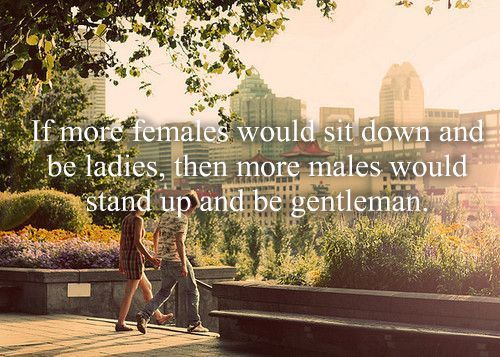 If more females would sit down and
be ladies, then more males would
stand up and be gentleman.